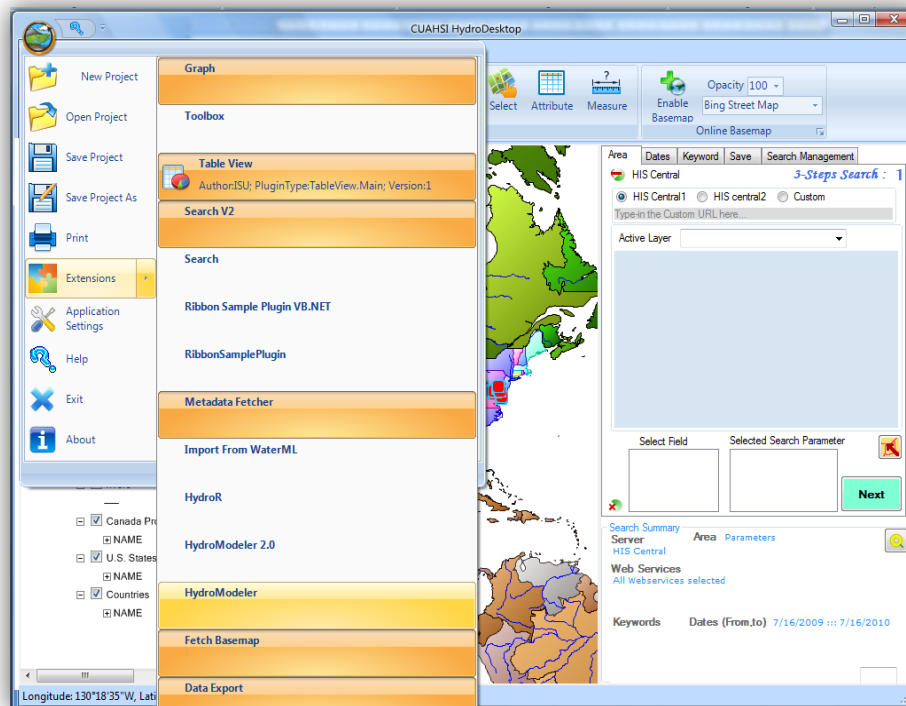 CUAHSI HydroDesktop
New Project
Open Project
Save Project
Save Project As
Print
Extensions
Application
Settings
Help
Exit
About
Graph
Toolbox
Table View
Author:ISU; PluginType:TableView.Main; Version:1
Search V2
Search
Ribbon Sample Plugin VB.NET
RibbonSamplePlugin
Metadata Fetcher
Import From WaterML
HydroR
HydroModeler 2.0
HydroModeler
Fetch Basemap
Data Export
Select
Attribute
Measure
Enable
Basemap
Opacity 100
Bing Street Map
Online Basemap
Area Dates Keyword Save Search Management
HIS Central
3-Steps Search : 1
HIS Central1 HIS central2 Custom
Type-in the Custom URL here...
Active Layer
Select Field
Selected Search Parameter
Next
Search Summary
Server
HIS Central
Area Parameters
Web Services
All Webservices selected
Keywords
Dates (From,to) 7/16/2009 ::: 7/16/2010
Canada Pr
NAME
U.S. States
NAME
Countries
NAME
Longitude: 130°18'35"W, Lati